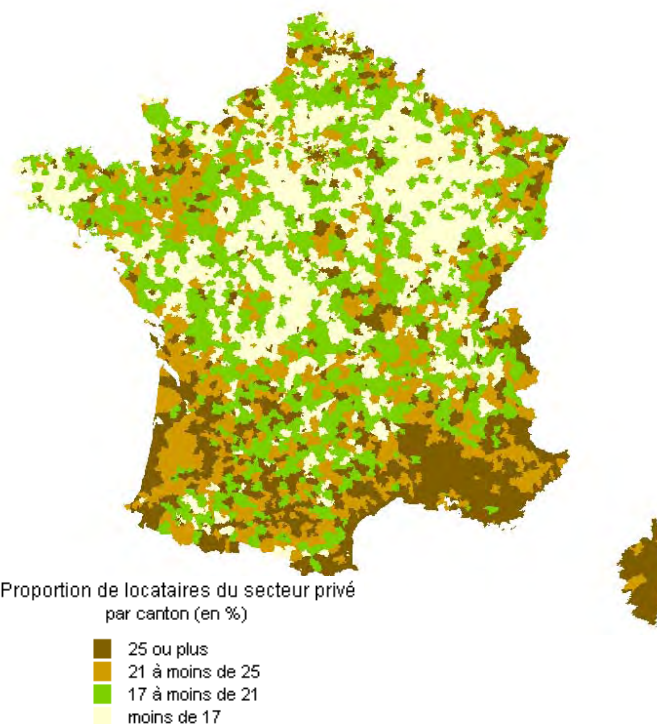 Proportion de locataires du secteur privé
par canton (en %)
25 ou plus
21 à moins de 25
17 à moins de 21
moins de 17